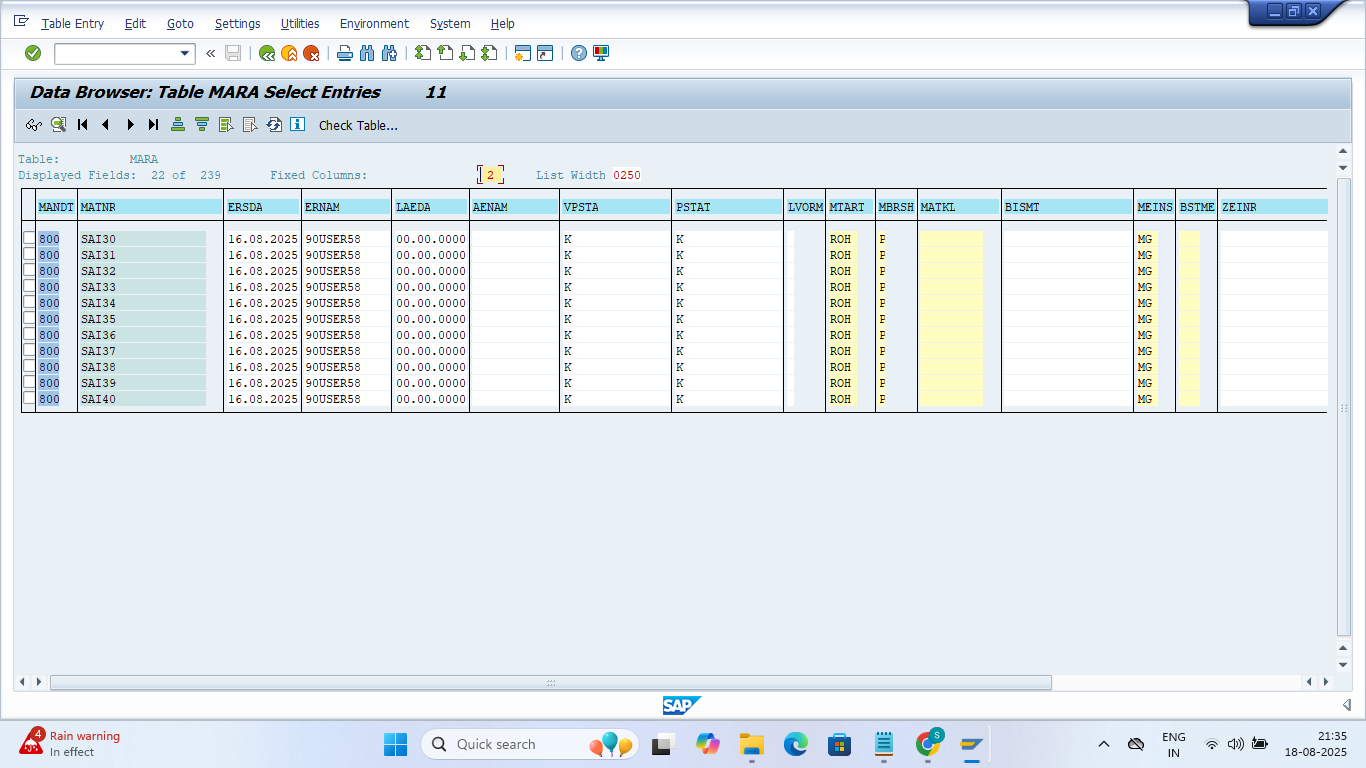 Table Entry Edit Goto Settings Utilities Environment System Help
Data Browser: Table MARA Select Entries 11
Check Table...
Table: MARA
Displayed Fields: 22 of 239 Fixed Columns: 2 List Width 0250
MANDT MATNR ERSDA ERNAM LAEDA AENAM VPSTA PSTAT LVORM MTART MBRSH MATKL BISMT MEINS BSTME ZEINR
800 SAI30 16.08.2025 90USER58 00.00.0000 K K ROH P MG
800 SAI31 16.08.2025 90USER58 00.00.0000 K K ROH P MG
800 SAI32 16.08.2025 90USER58 00.00.0000 K K ROH P MG
800 SAI33 16.08.2025 90USER58 00.00.0000 K K ROH P MG
800 SAI34 16.08.2025 90USER58 00.00.0000 K K ROH P MG
800 SAI35 16.08.2025 90USER58 00.00.0000 K K ROH P MG
800 SAI36 16.08.2025 90USER58 00.00.0000 K K ROH P MG
800 SAI37 16.08.2025 90USER58 00.00.0000 K K ROH P MG
800 SAI38 16.08.2025 90USER58 00.00.0000 K K ROH P MG
800 SAI39 16.08.2025 90USER58 00.00.0000 K K ROH P MG
800 SAI40 16.08.2025 90USER58 00.00.0000 K K ROH P MG
SAP
4 Rain warning
In effect
Quick search
S
ENG
IN
21:35
18-08-2025